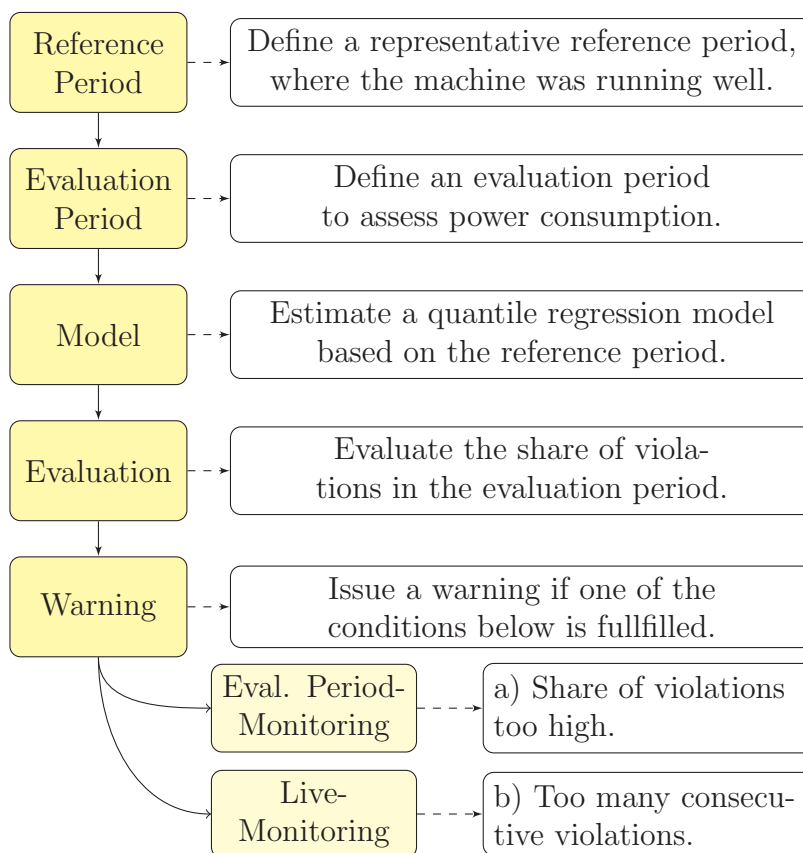 Reference
Period
Define a representative reference period,
where the machine was running well.
Evaluation
Period
Define an evaluation period
to assess power consumption.
Model
Estimate a quantile regression model
based on the reference period.
Evaluation
Evaluate the share of viola-
tions in the evaluation period.
Warning
Issue a warning if one of the
conditions below is fullfilled.
Eval. Period-
Monitoring
a) Share of violations
too high.
Live-
Monitoring
b) Too many consecu-
tive violations.